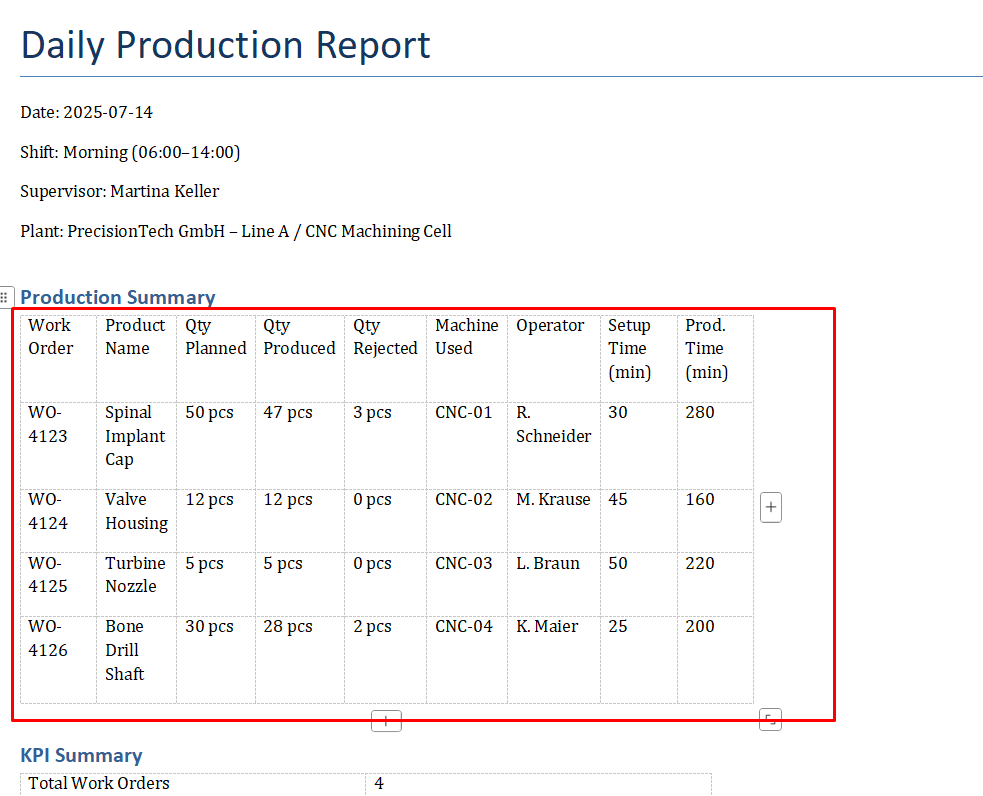 Daily Production Report
Date: 2025-07-14
Shift: Morning (06:00–14:00)
Supervisor: Martina Keller
Plant: PrecisionTech GmbH – Line A / CNC Machining Cell
Production Summary
Work Order Product Name Qty Planned Qty Produced Qty Rejected Machine Used Operator Setup Time (min) Prod. Time (min)
WO-4123 Spinal Implant Cap 50 pcs 47 pcs 3 pcs CNC-01 R. Schneider 30 280
WO-4124 Valve Housing 12 pcs 12 pcs 0 pcs CNC-02 M. Krause 45 160
WO-4125 Turbine Nozzle 5 pcs 5 pcs 0 pcs CNC-03 L. Braun 50 220
WO-4126 Bone Drill Shaft 30 pcs 28 pcs 2 pcs CNC-04 K. Maier 25 200
KPI Summary
Total Work Orders 4